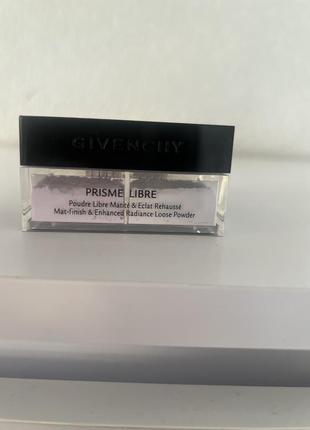 GIVENCHY
PRISME LIBRE
Poudre Libre Matité & Eclat Rehaussé
Mat-finish & Enhanced Radiance Loose Powder